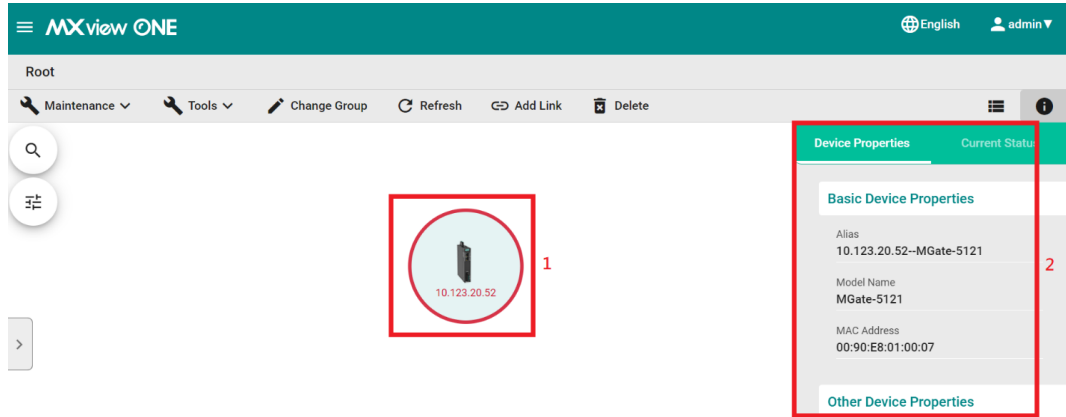 MXview ONE
English
admin
Root
Maintenance
Tools
Change Group
Refresh
Add Link
Delete
Device Properties
Current Status
Basic Device Properties
Alias
10.123.20.52--MGate-5121
1
2
Model Name
MGate-5121
10.123.20.52
MAC Address
00:90:E8:01:00:07
Other Device Properties